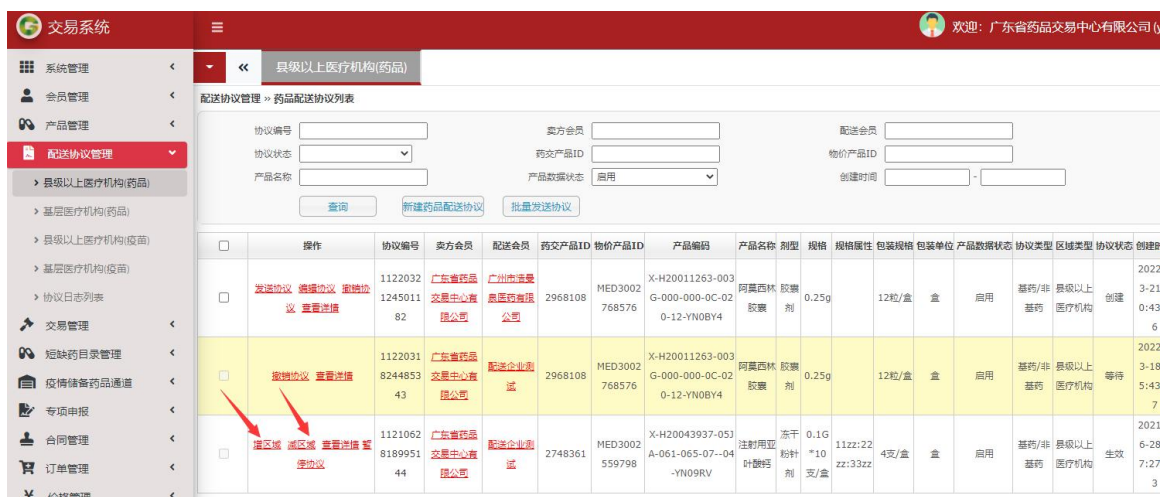 交易系统
欢迎：广东省药品交易中心有限公司(y
系统管理
会员管理
产品管理
配送协议管理
县级以上医疗机构(药品)
基层医疗机构(药品)
县级以上医疗机构(疫苗)
基层医疗机构(疫苗)
协议日志列表
交易管理
短缺药目录管理
疫情储备药品通道
专项申报
合同管理
订单管理
价格管理
县级以上医疗机构(药品)
配送协议管理 » 药品配送协议列表
协议编号 卖方会员 配送会员
协议状态 药交产品ID 物价产品ID
产品名称 产品数据状态 启用 创建时间 -
查询 新建药品配送协议 批量发送协议
操作 协议编号 卖方会员 配送会员 药交产品ID 物价产品ID 产品编码 产品名称 剂型 规格 规格属性 包装规格 包装单位 产品数据状态 协议类型 区域类型 协议状态 创建时
发送协议 编辑协议 撤销协议 查看详情 1122032124501182 广东省药品交易中心有限公司 2968108 MED3002768576 X-H20011263-003G-000-000-0C-020-12-YN0BY4 阿莫西林胶囊 胶囊剂 0.25g 12粒/盒 盒 启用 基药/非基药 县级以上医疗机构 创建 20223-210:436
撤销协议 查看详情 1122031824485343 广东省药品交易中心有限公司 配送企业测试 2968108 MED3002768576 X-H20011263-003G-000-000-0C-020-12-YN0BY4 阿莫西林胶囊 胶囊剂 0.25g 12粒/盒 盒 启用 基药/非基药 县级以上医疗机构 等待 20223-185:437
增区域 减区域 查看详情 暂停协议 1121062818995144 广东省药品交易中心有限公司 配送企业测试 2748361 MED3002559798 X-H20043937-05JA-061-065-07--04-YN09RV 注射用亚叶酸钙 冻干粉针剂 0.1G*10支/盒 11zz:22zz:33zz 4支/盒 盒 启用 基药/非基药 县级以上医疗机构 生效 20216-287:273